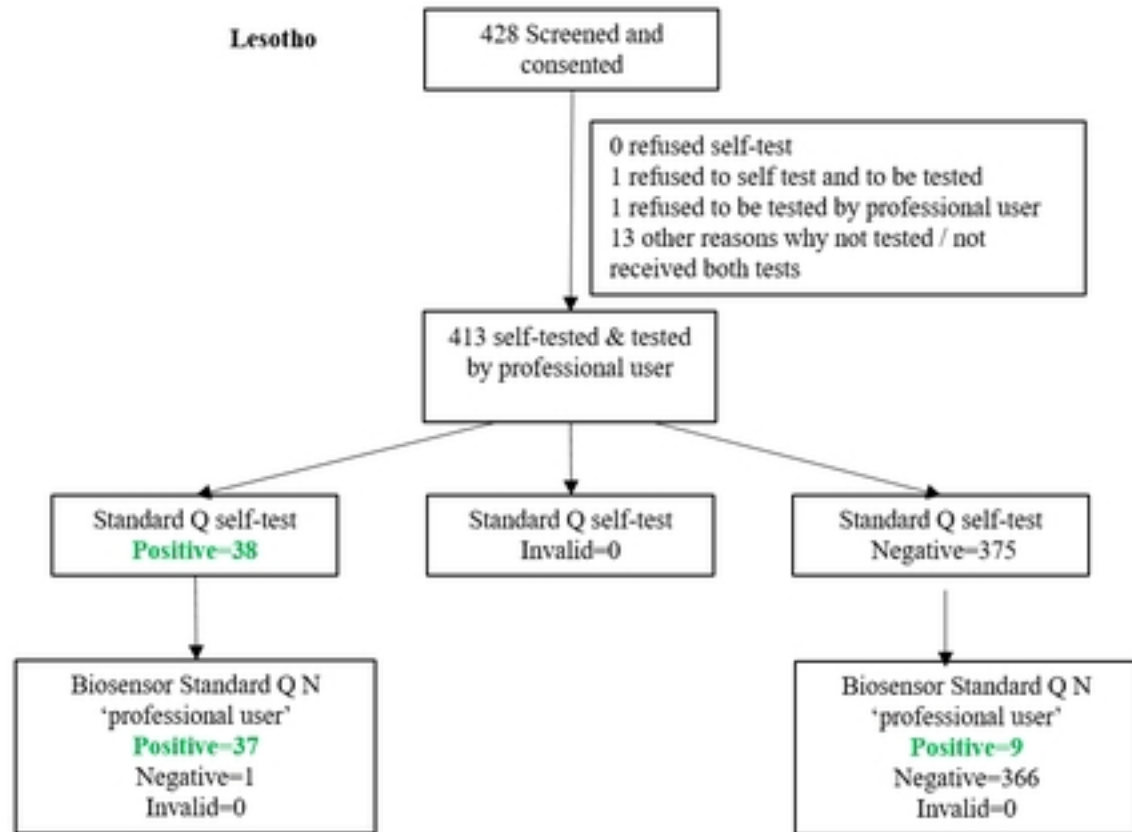 Lesotho
428 Screened and
consented
0 refused self-test
1 refused to self test and to be tested
1 refused to be tested by professional user
13 other reasons why not tested / not
received both tests
413 self-tested & tested
by professional user
Standard Q self-test
Positive=38
Standard Q self-test
Invalid=0
Standard Q self-test
Negative=375
Biosensor Standard Q N
‘professional user’
Positive=37
Negative=1
Invalid=0
Biosensor Standard Q N
‘professional user’
Positive=9
Negative=366
Invalid=0